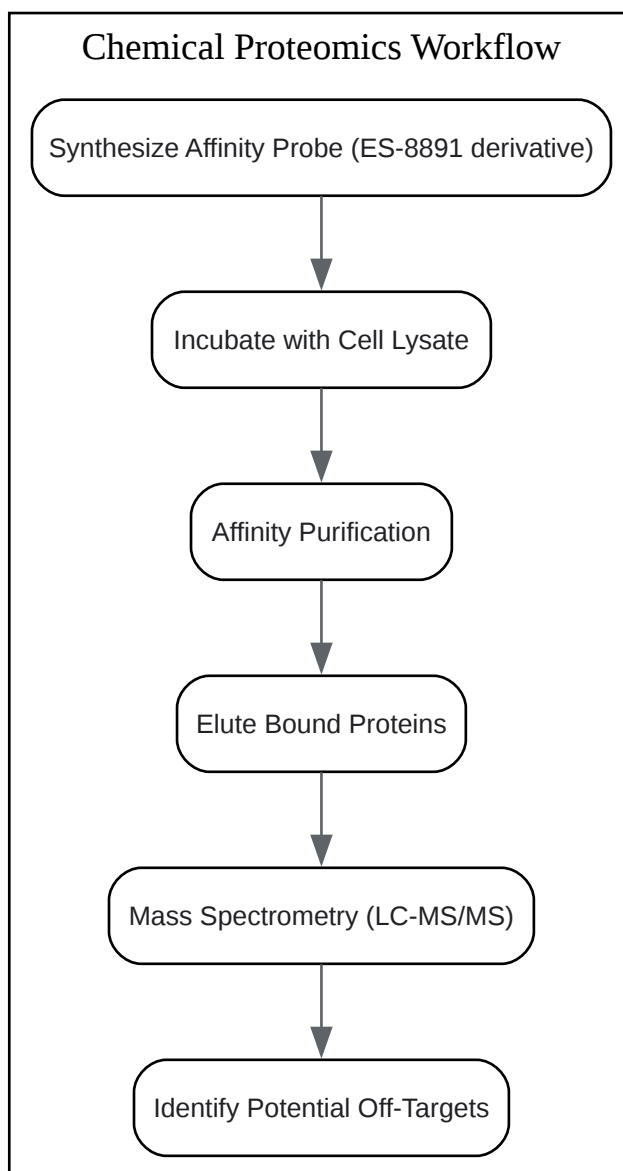 Chemical Proteomics Workflow
Synthesize Affinity Probe (ES-8891 derivative)
Incubate with Cell Lysate
Affinity Purification
Elute Bound Proteins
Mass Spectrometry (LC-MS/MS)
Identify Potential Off-Targets